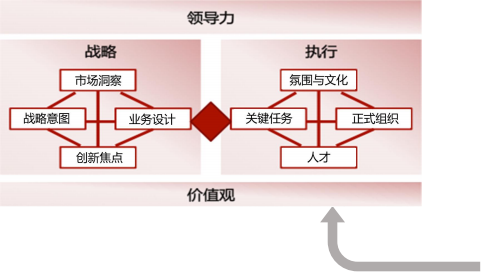 领导力
战略
执行
市场洞察
战略意图
业务设计
创新焦点
氛围与文化
关键任务
正式组织
人才
价值观